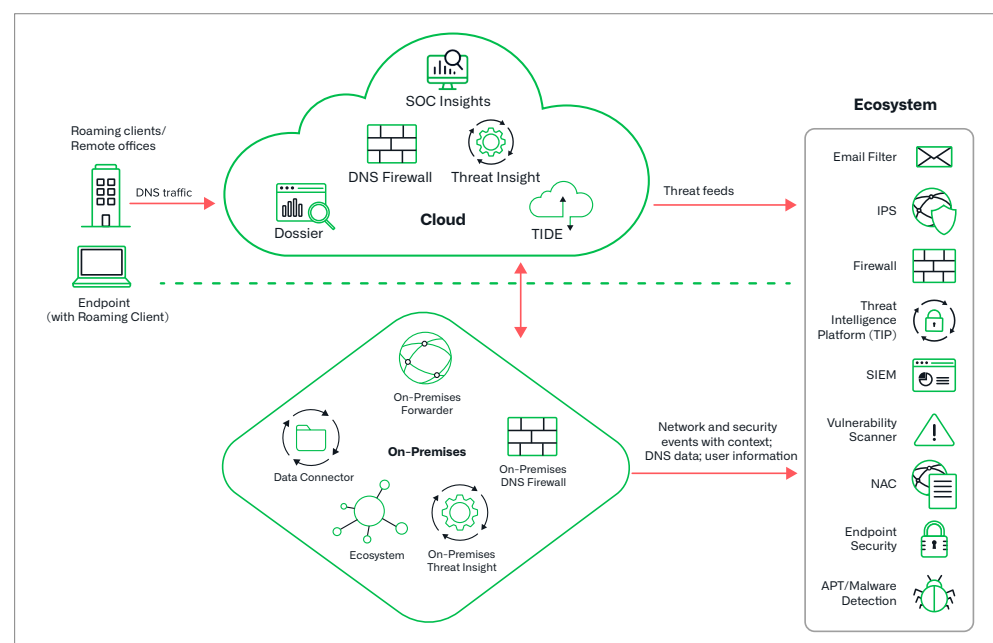 SOC Insights
DNS Firewall
Threat Insight
Dossier
Cloud
TIDE
Roaming clients/
Remote offices
DNS traffic
Endpoint
(with Roaming Client)
Threat feeds
On-Premises
Forwarder
Data Connector
On-Premises
On-Premises
DNS Firewall
Ecosystem
On-Premises
Threat Insight
Network and security
events with context;
DNS data; user information
Ecosystem
Email Filter
IPS
Firewall
Threat
Intelligence
Platform (TIP)
SIEM
Vulnerability
Scanner
NAC
Endpoint
Security
APT/Malware
Detection